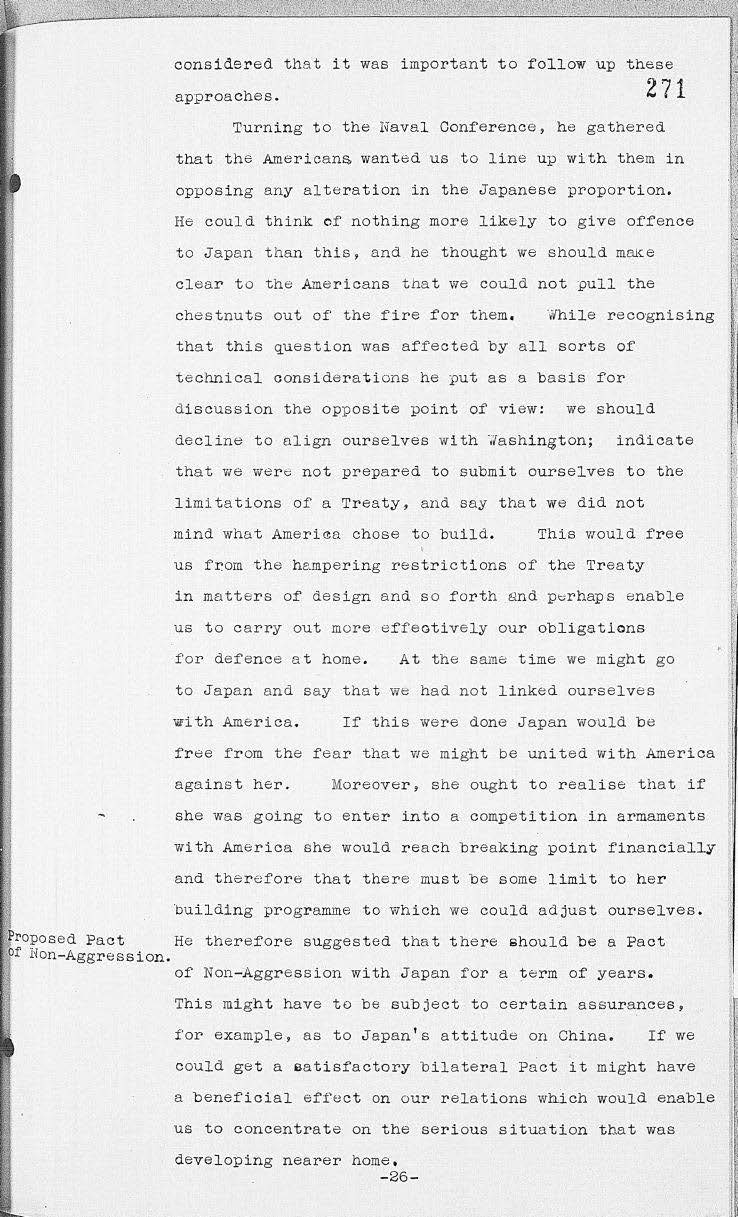 considered that it was important to follow up these
271
approaches.
Turning to the Naval Conference, he gathered
that the Americans, wanted us to line up with them in
opposing any alteration in the Japanese proportion.
He could think of nothing more likely to give offence
to Japan than this, and he thought we should make
clear to the Americans that we could not pull the
chestnuts out of the fire for them. While recognising
that this question was affected by all sorts of
technical considerations he put as a basis for
discussion the opposite point of view: we should
decline to align ourselves with Washington; indicate
that we were not prepared to submit ourselves to the
limitations of a Treaty, and say that we did not
mind what America chose to build. This would free
us from the hampering restrictions of the Treaty
in matters of design and so forth and perhaps enable
us to carry out more effectively our obligations
for defence at home. At the same time we might go
to Japan and say that we had not linked ourselves
with America. If this were done Japan would be
free from the fear that we might be united with America
against her. Moreover, she ought to realise that if
she was going to enter into a competition in armaments
with America she would reach breaking point financially
and therefore that there must be some limit to her
building programme to which we could adjust ourselves.
Proposed Pact
of Non-Aggression.
He therefore suggested that there should be a Pact
of Non-Aggression with Japan for a term of years.
This might have to be subject to certain assurances,
for example, as to Japan's attitude on China. If we
could get a satisfactory bilateral Pact it might have
a beneficial effect on our relations which would enable
us to concentrate on the serious situation that was
developing nearer home.
-26-